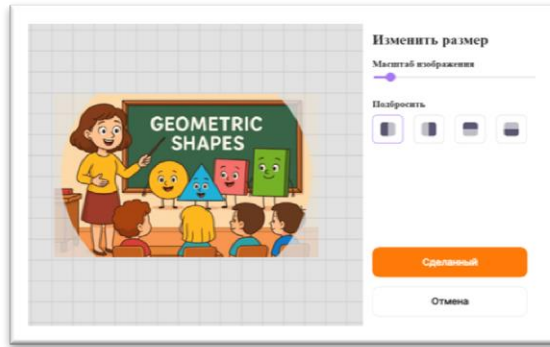 Изменить размер
Масштаб изображения
GEOMETRIC
SHAPES
Подбросить
Сделанный
Отмена